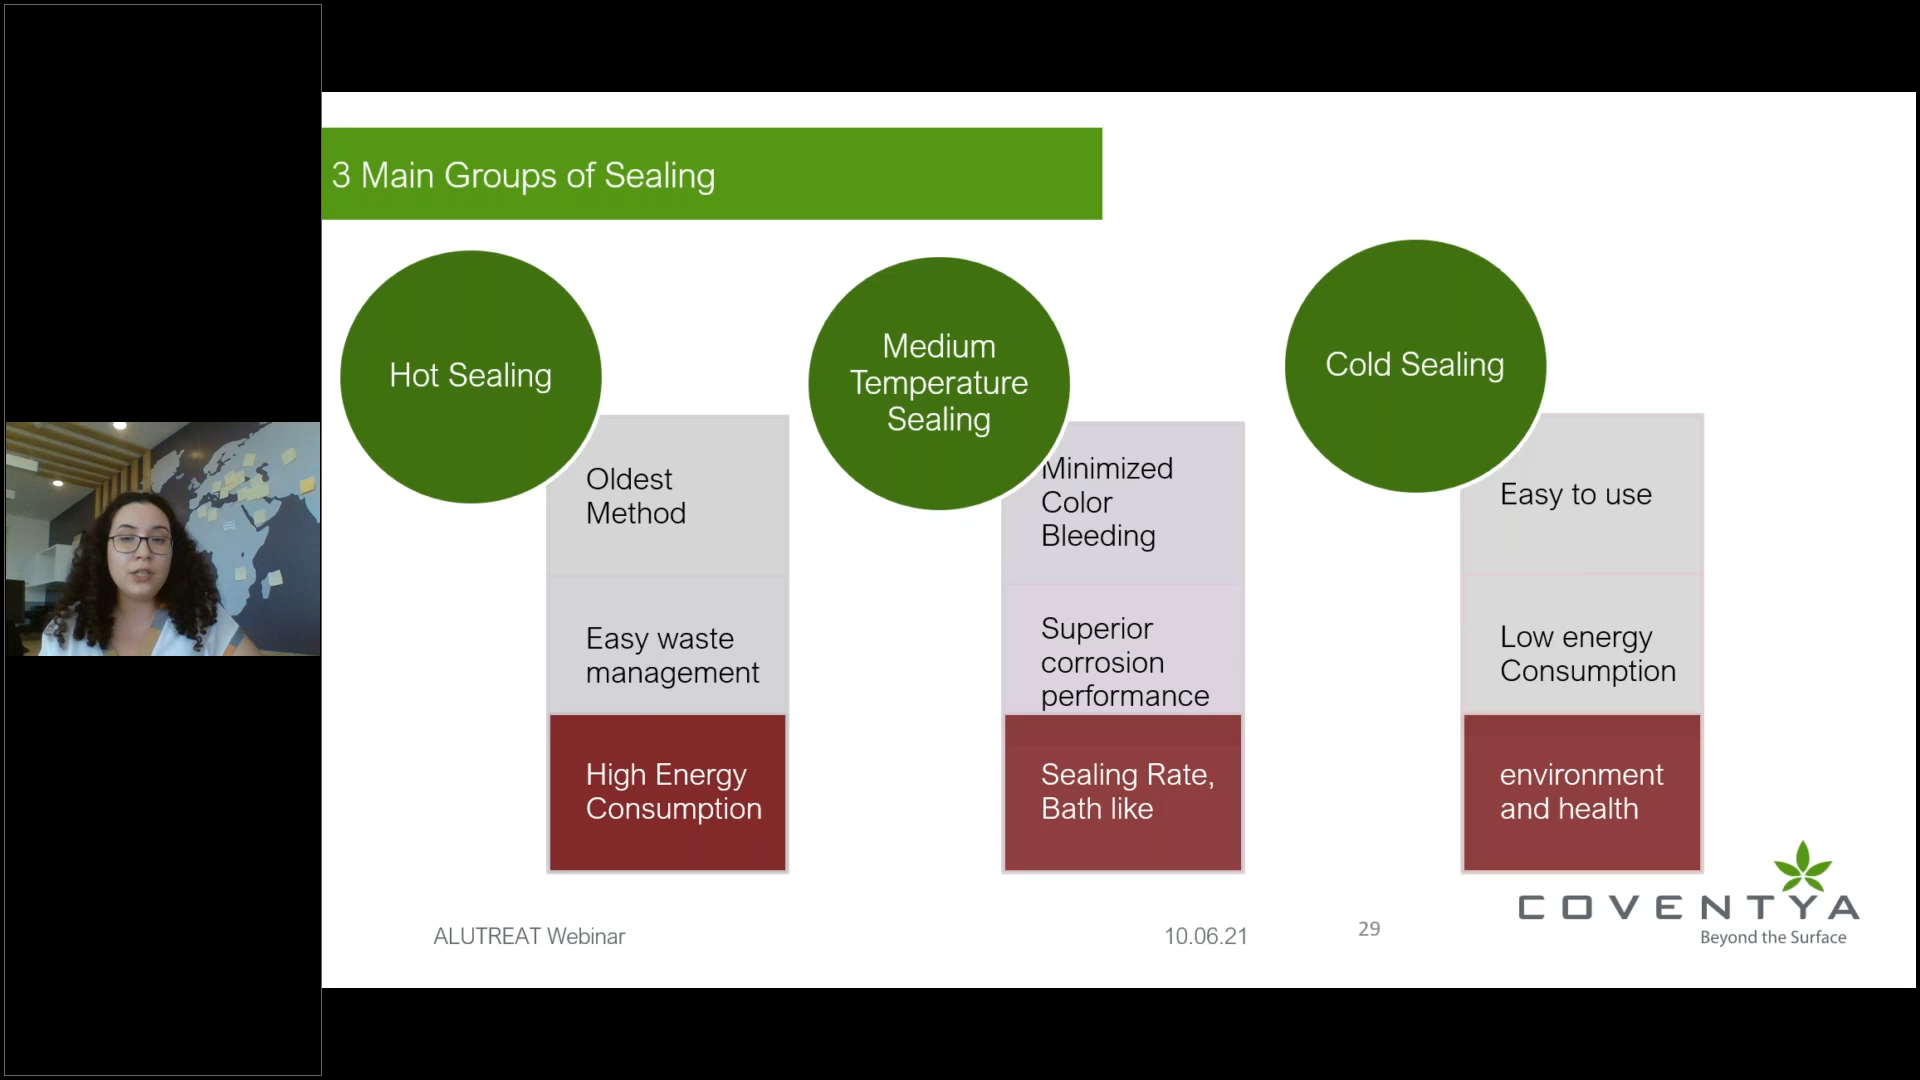 3 Main Groups of Sealing
Hot Sealing
Oldest
Method
Easy waste
management
High Energy
Consumption
Medium
Temperature
Sealing
Minimized
Color
Bleeding
Superior
corrosion
performance
Sealing Rate,
Bath like
Cold Sealing
Easy to use
Low energy
Consumption
environment
and health
ALUTREAT Webinar
10.06.21
29
COVENTYA
Beyond the Surface